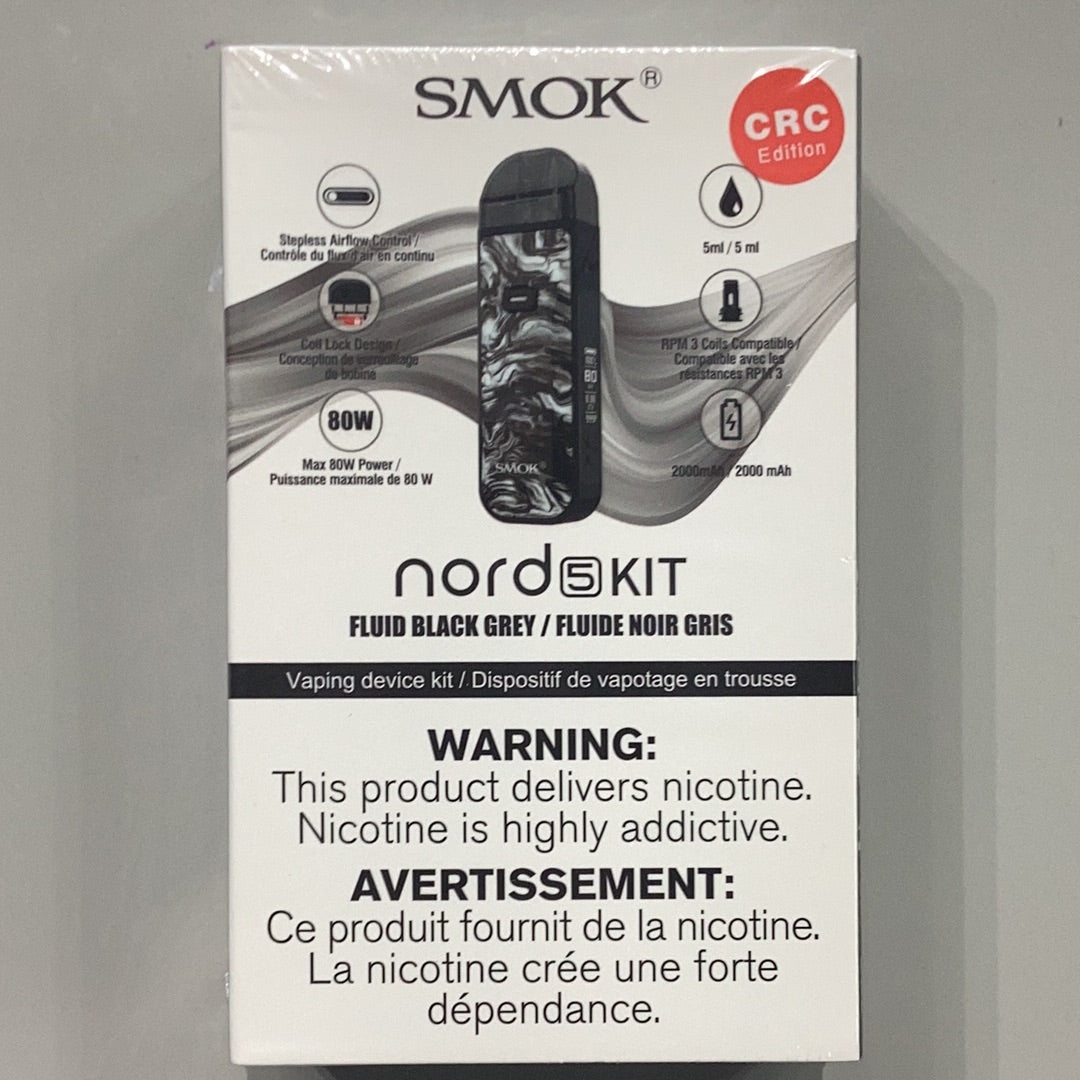 SMOK®
CRC
Edition
Stepless Airflow Control /
Contrôle du flux d'air en continu
5ml / 5 ml
Coil Lock Design /
Conception de verrouillage
de bobine
RPM 3 Coils Compatible /
Compatible avec les
résistances RPM 3
80W
Max 80W Power /
Puissance maximale de 80 W
2000mAh / 2000 mAh
80
SMOK
nord 5 KIT
FLUID BLACK GREY / FLUIDE NOIR GRIS
Vaping device kit / Dispositif de vapotage en trousse
WARNING:
This product delivers nicotine.
Nicotine is highly addictive.
AVERTISSEMENT:
Ce produit fournit de la nicotine.
La nicotine crée une forte
dépendance.